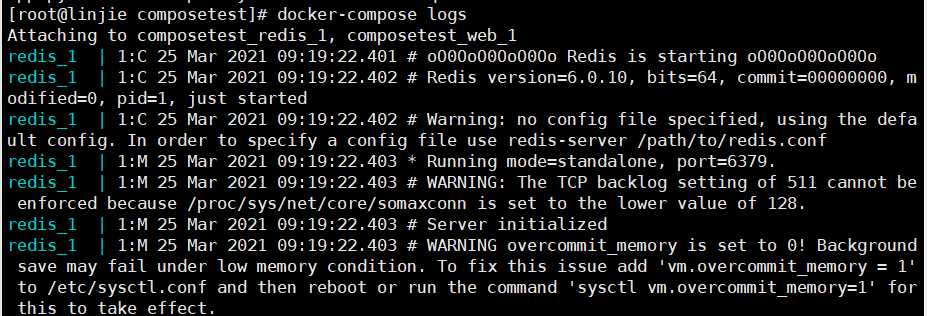 [root@linjie composetest]# docker-compose logs
Attaching to composetest_redis_1, composetest_web_1
redis_1  | 1:C 25 Mar 2021 09:19:22.401 # oO0OoO0OoO0Oo Redis is starting oO0OoO0OoO0Oo
redis_1  | 1:C 25 Mar 2021 09:19:22.402 # Redis version=6.0.10, bits=64, commit=00000000, m
odified=0, pid=1, just started
redis_1  | 1:C 25 Mar 2021 09:19:22.402 # Warning: no config file specified, using the defa
ult config. In order to specify a config file use redis-server /path/to/redis.conf
redis_1  | 1:M 25 Mar 2021 09:19:22.403 * Running mode=standalone, port=6379.
redis_1  | 1:M 25 Mar 2021 09:19:22.403 # WARNING: The TCP backlog setting of 511 cannot be
 enforced because /proc/sys/net/core/somaxconn is set to the lower value of 128.
redis_1  | 1:M 25 Mar 2021 09:19:22.403 # Server initialized
redis_1  | 1:M 25 Mar 2021 09:19:22.403 # WARNING overcommit_memory is set to 0! Background
 save may fail under low memory condition. To fix this issue add 'vm.overcommit_memory = 1'
to /etc/sysctl.conf and then reboot or run the command 'sysctl vm.overcommit_memory=1' for
this to take effect.